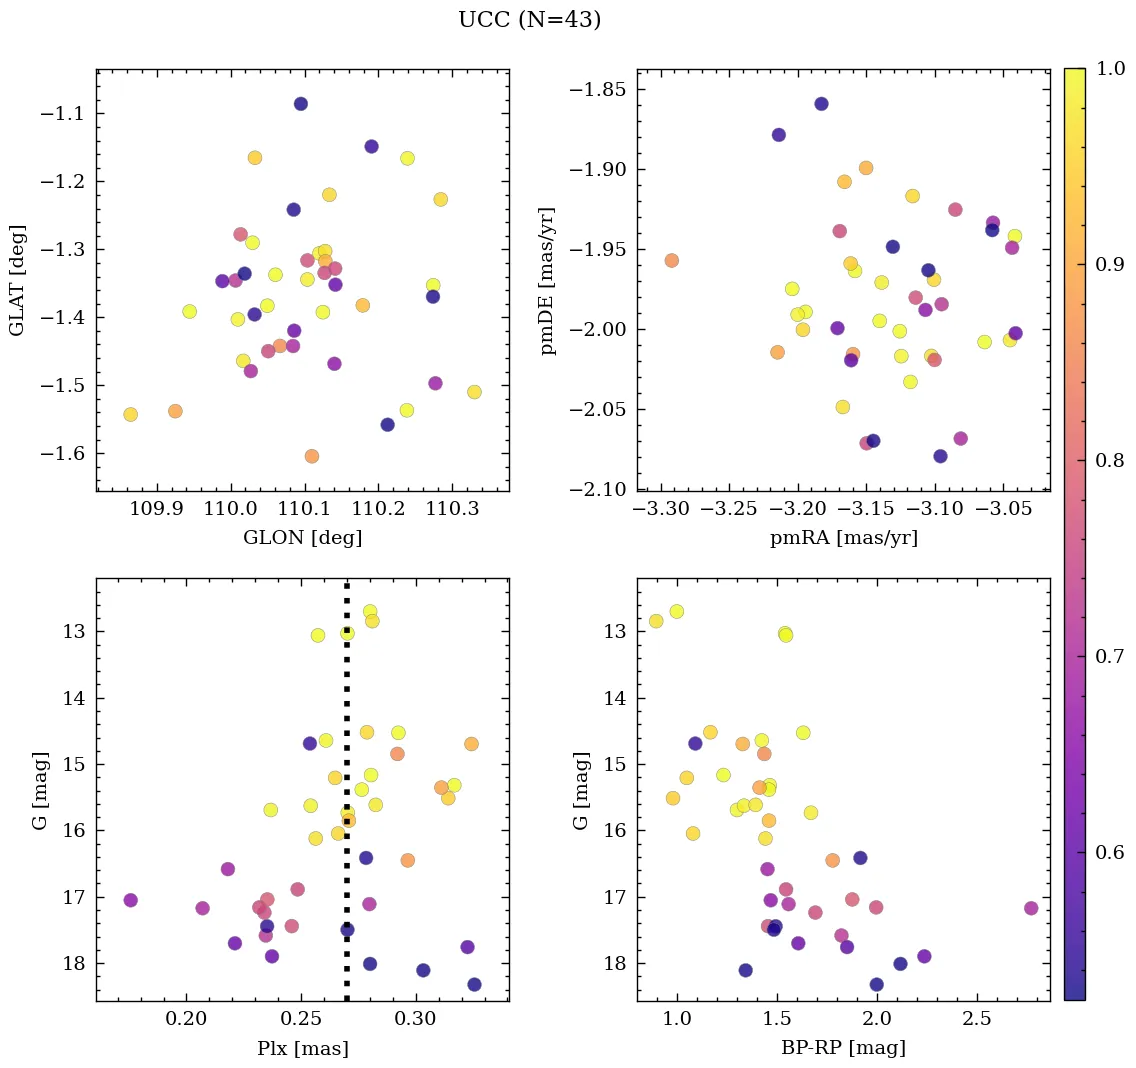 UCC (N=43)
−1.1
−1.2
−1.3
−1.4
−1.5
−1.6
GLAT [deg]
109.9 110.0 110.1 110.2 110.3
GLON [deg]
−1.85
−1.90
−1.95
−2.00
−2.05
−2.10
pmDE [mas/yr]
−3.30 −3.25 −3.20 −3.15 −3.10 −3.05
pmRA [mas/yr]
1.0
0.9
0.8
0.7
0.6
13
14
15
16
17
18
G [mag]
0.20 0.25 0.30
Plx [mas]
13
14
15
16
17
18
G [mag]
1.0 1.5 2.0 2.5
BP-RP [mag]